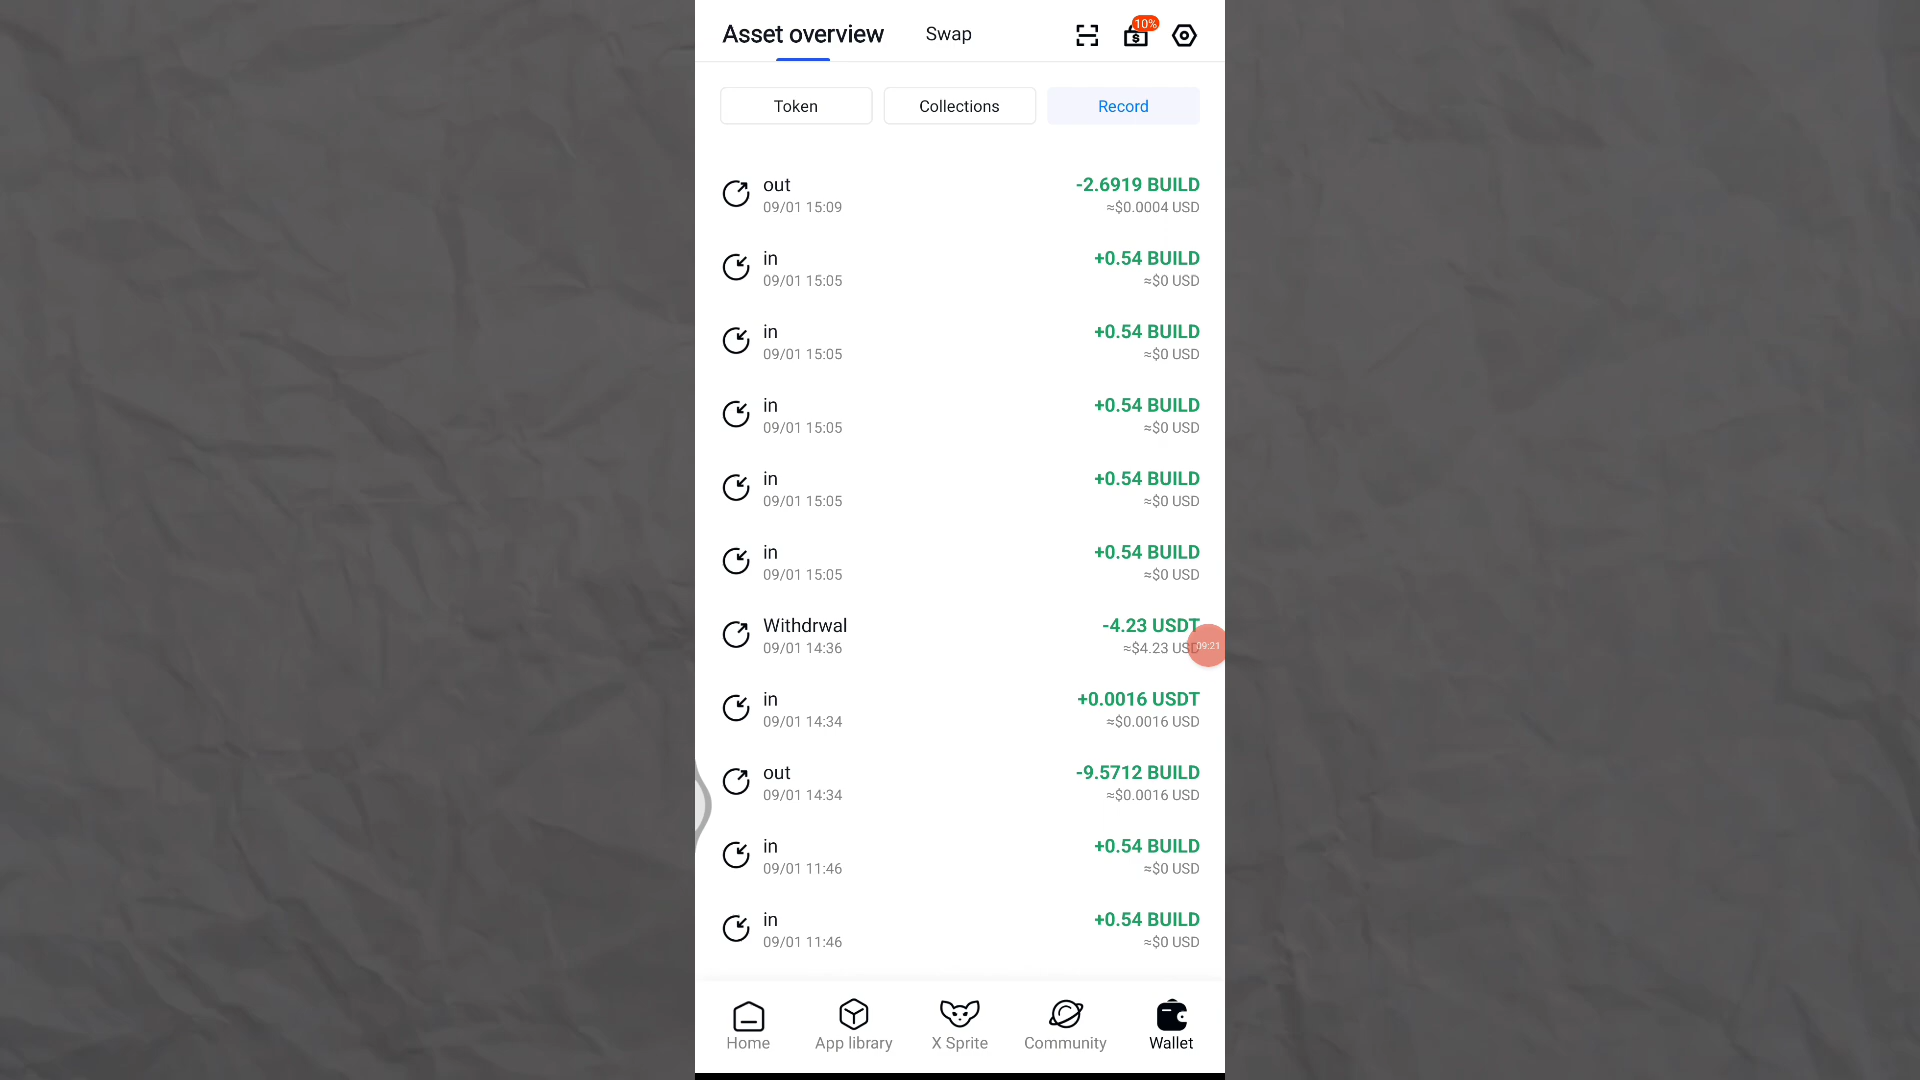 Asset overview
Swap
10%
Token
Collections
Record
out
-2.6919 BUILD
09/01 15:09
≈$0.0004 USD
in
+0.54 BUILD
09/01 15:05
≈$0 USD
in
+0.54 BUILD
09/01 15:05
≈$0 USD
in
+0.54 BUILD
09/01 15:05
≈$0 USD
in
+0.54 BUILD
09/01 15:05
≈$0 USD
in
+0.54 BUILD
09/01 15:05
≈$0 USD
Withdrwal
-4.23 USDT
09/01 14:36
≈$4.23 USD
09:21
in
+0.0016 USDT
09/01 14:34
≈$0.0016 USD
out
-9.5712 BUILD
09/01 14:34
≈$0.0016 USD
in
+0.54 BUILD
09/01 11:46
≈$0 USD
in
+0.54 BUILD
09/01 11:46
≈$0 USD
Home
App library
X Sprite
Community
Wallet